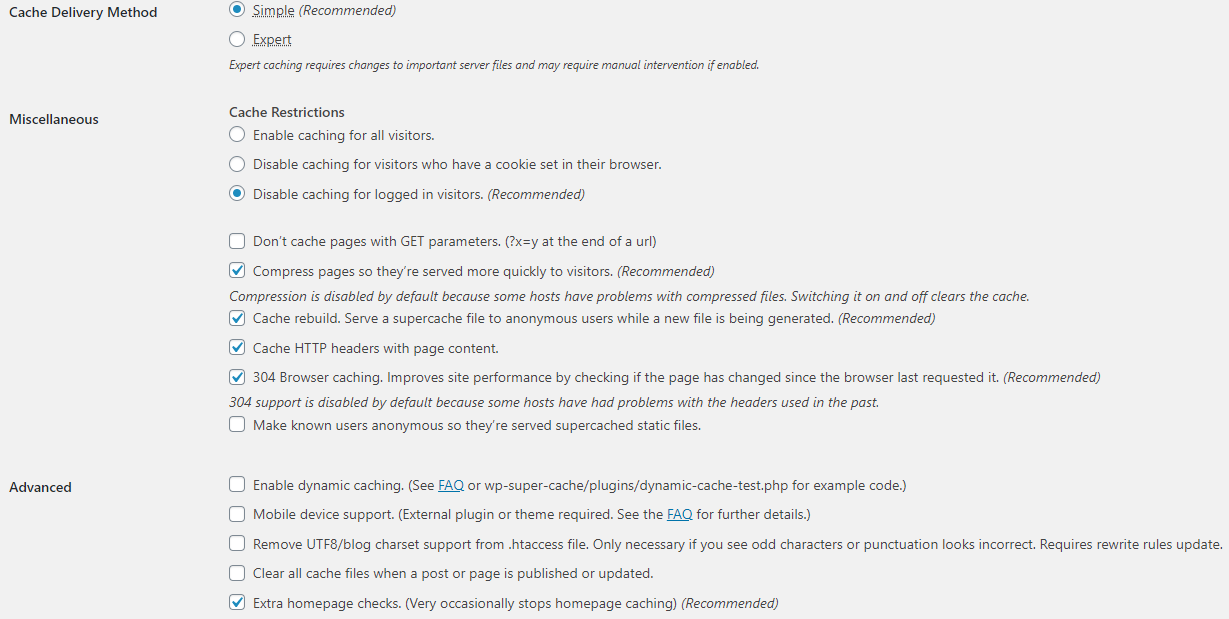 Cache Delivery Method
Simple (Recommended)
Expert
Expert caching requires changes to important server files and may require manual intervention if enabled.
Miscellaneous
Cache Restrictions
Enable caching for all visitors.
Disable caching for visitors who have a cookie set in their browser.
Disable caching for logged in visitors. (Recommended)
Don't cache pages with GET parameters. (?x=y at the end of a url)
Compress pages so they're served more quickly to visitors. (Recommended)
Compression is disabled by default because some hosts have problems with compressed files. Switching it on and off clears the cache.
Cache rebuild. Serve a supercache file to anonymous users while a new file is being generated. (Recommended)
Cache HTTP headers with page content.
304 Browser caching. Improves site performance by checking if the page has changed since the browser last requested it. (Recommended)
304 support is disabled by default because some hosts have had problems with the headers used in the past.
Make known users anonymous so they're served supercached static files.
Advanced
Enable dynamic caching. (See FAQ or wp-super-cache/plugins/dynamic-cache-test.php for example code.)
Mobile device support. (External plugin or theme required. See the FAQ for further details.)
Remove UTF8/blog charset support from .htaccess file. Only necessary if you see odd characters or punctuation looks incorrect. Requires rewrite rules update.
Clear all cache files when a post or page is published or updated.
Extra homepage checks. (Very occasionally stops homepage caching) (Recommended)